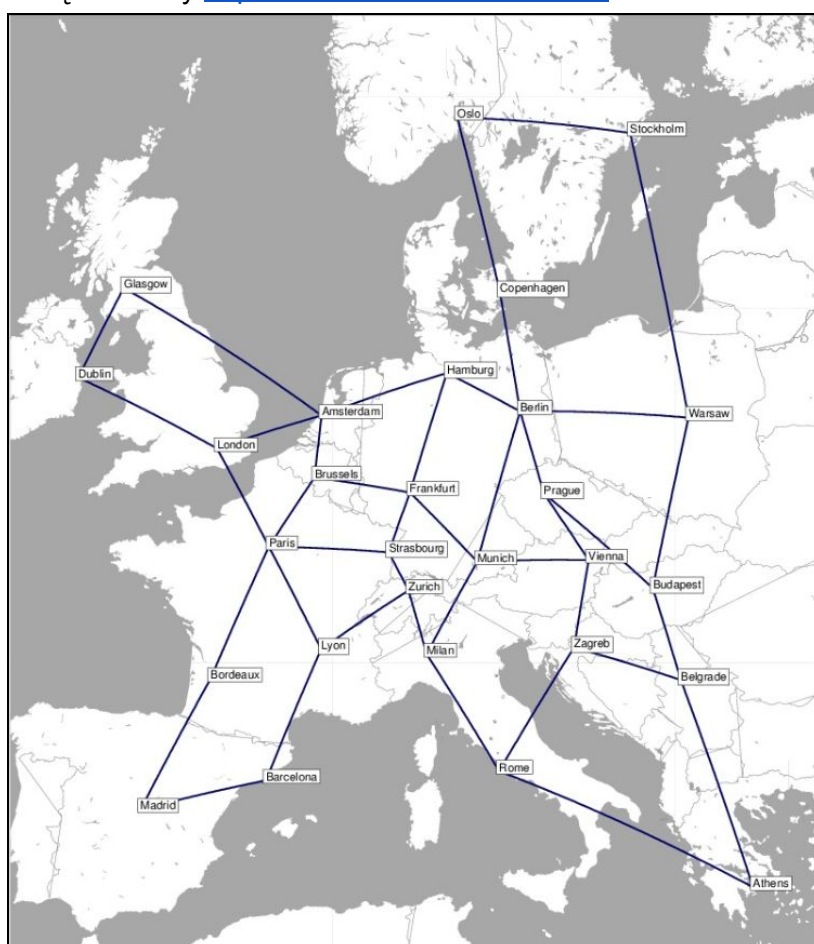 Oslo
Stockholm
Glasgow
Copenhagen
Dublin
Hamburg
Amsterdam
Berlin
Warsaw
London
Brussels
Frankfurt
Prague
Paris
Strasbourg
Munich
Vienna
Zurich
Budapest
Lyon
Milan
Zagreb
Bordeaux
Belgrade
Rome
Barcelona
Madrid
Athens